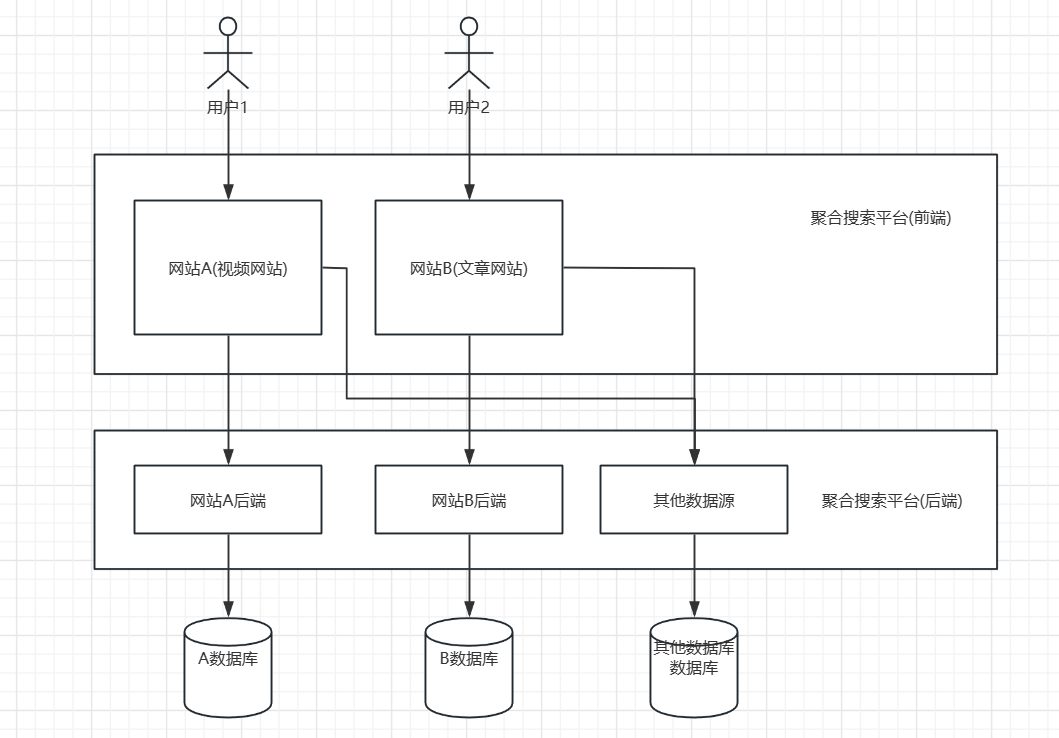 用户1
用户2
聚合搜索平台(前端)
网站A(视频网站)
网站B(文章网站)
网站A后端
网站B后端
其他数据源
聚合搜索平台(后端)
A数据库
B数据库
其他数据库
数据库